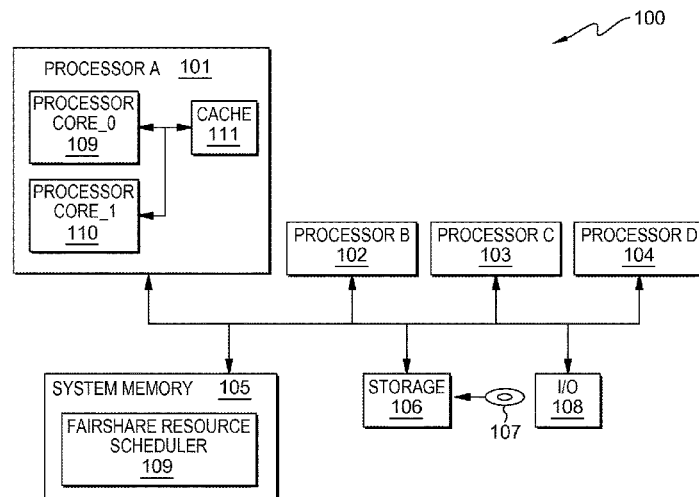 100
PROCESSOR A 101
PROCESSOR
CORE_0
109
CACHE
111
PROCESSOR
CORE_1
110
PROCESSOR B
102
PROCESSOR C
103
PROCESSOR D
104
SYSTEM MEMORY 105
FAIRSHARE RESOURCE
SCHEDULER
109
STORAGE
106
107
I/O
108